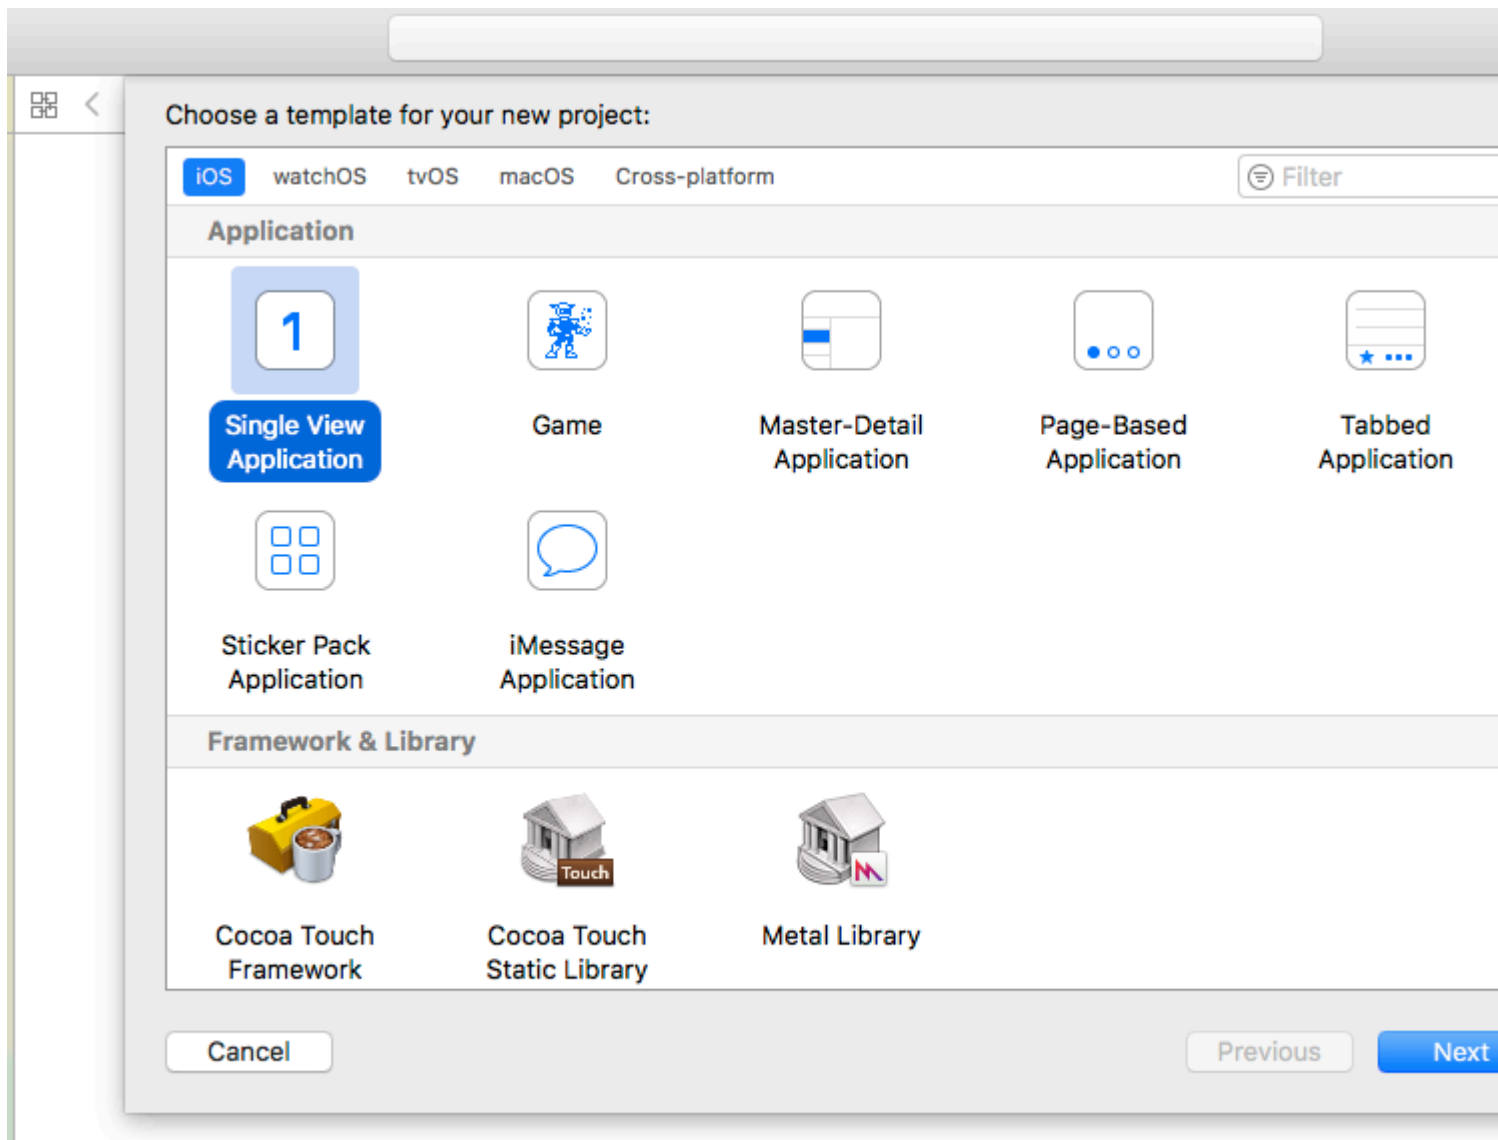 Choose a template for your new project:
iOS watchOS tvOS macOS Cross-platform Filter
Application
1
Single View Application
Game
Master-Detail Application
Page-Based Application
Tabbed Application
Sticker Pack Application
iMessage Application
Framework & Library
Touch
Cocoa Touch Framework
Cocoa Touch Static Library
Metal Library
Cancel Previous Next